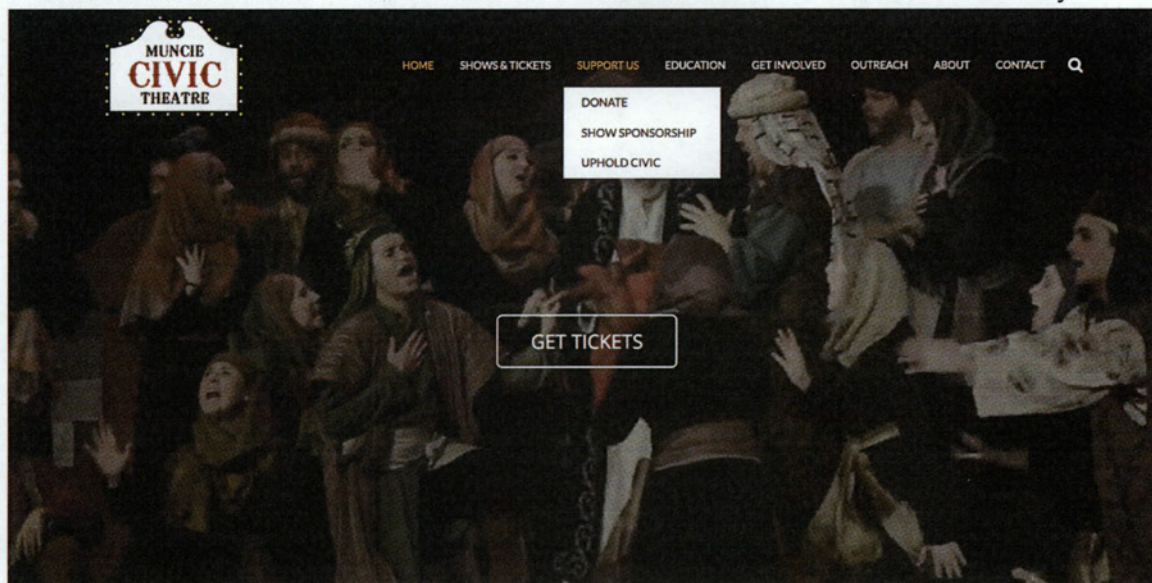 MUNCIE
CIVIC
THEATRE
HOME SHOWS & TICKETS SUPPORT US EDUCATION GET INVOLVED OUTREACH ABOUT CONTACT
DONATE
SHOW SPONSORSHIP
UPHOLD CIVIC
GET TICKETS